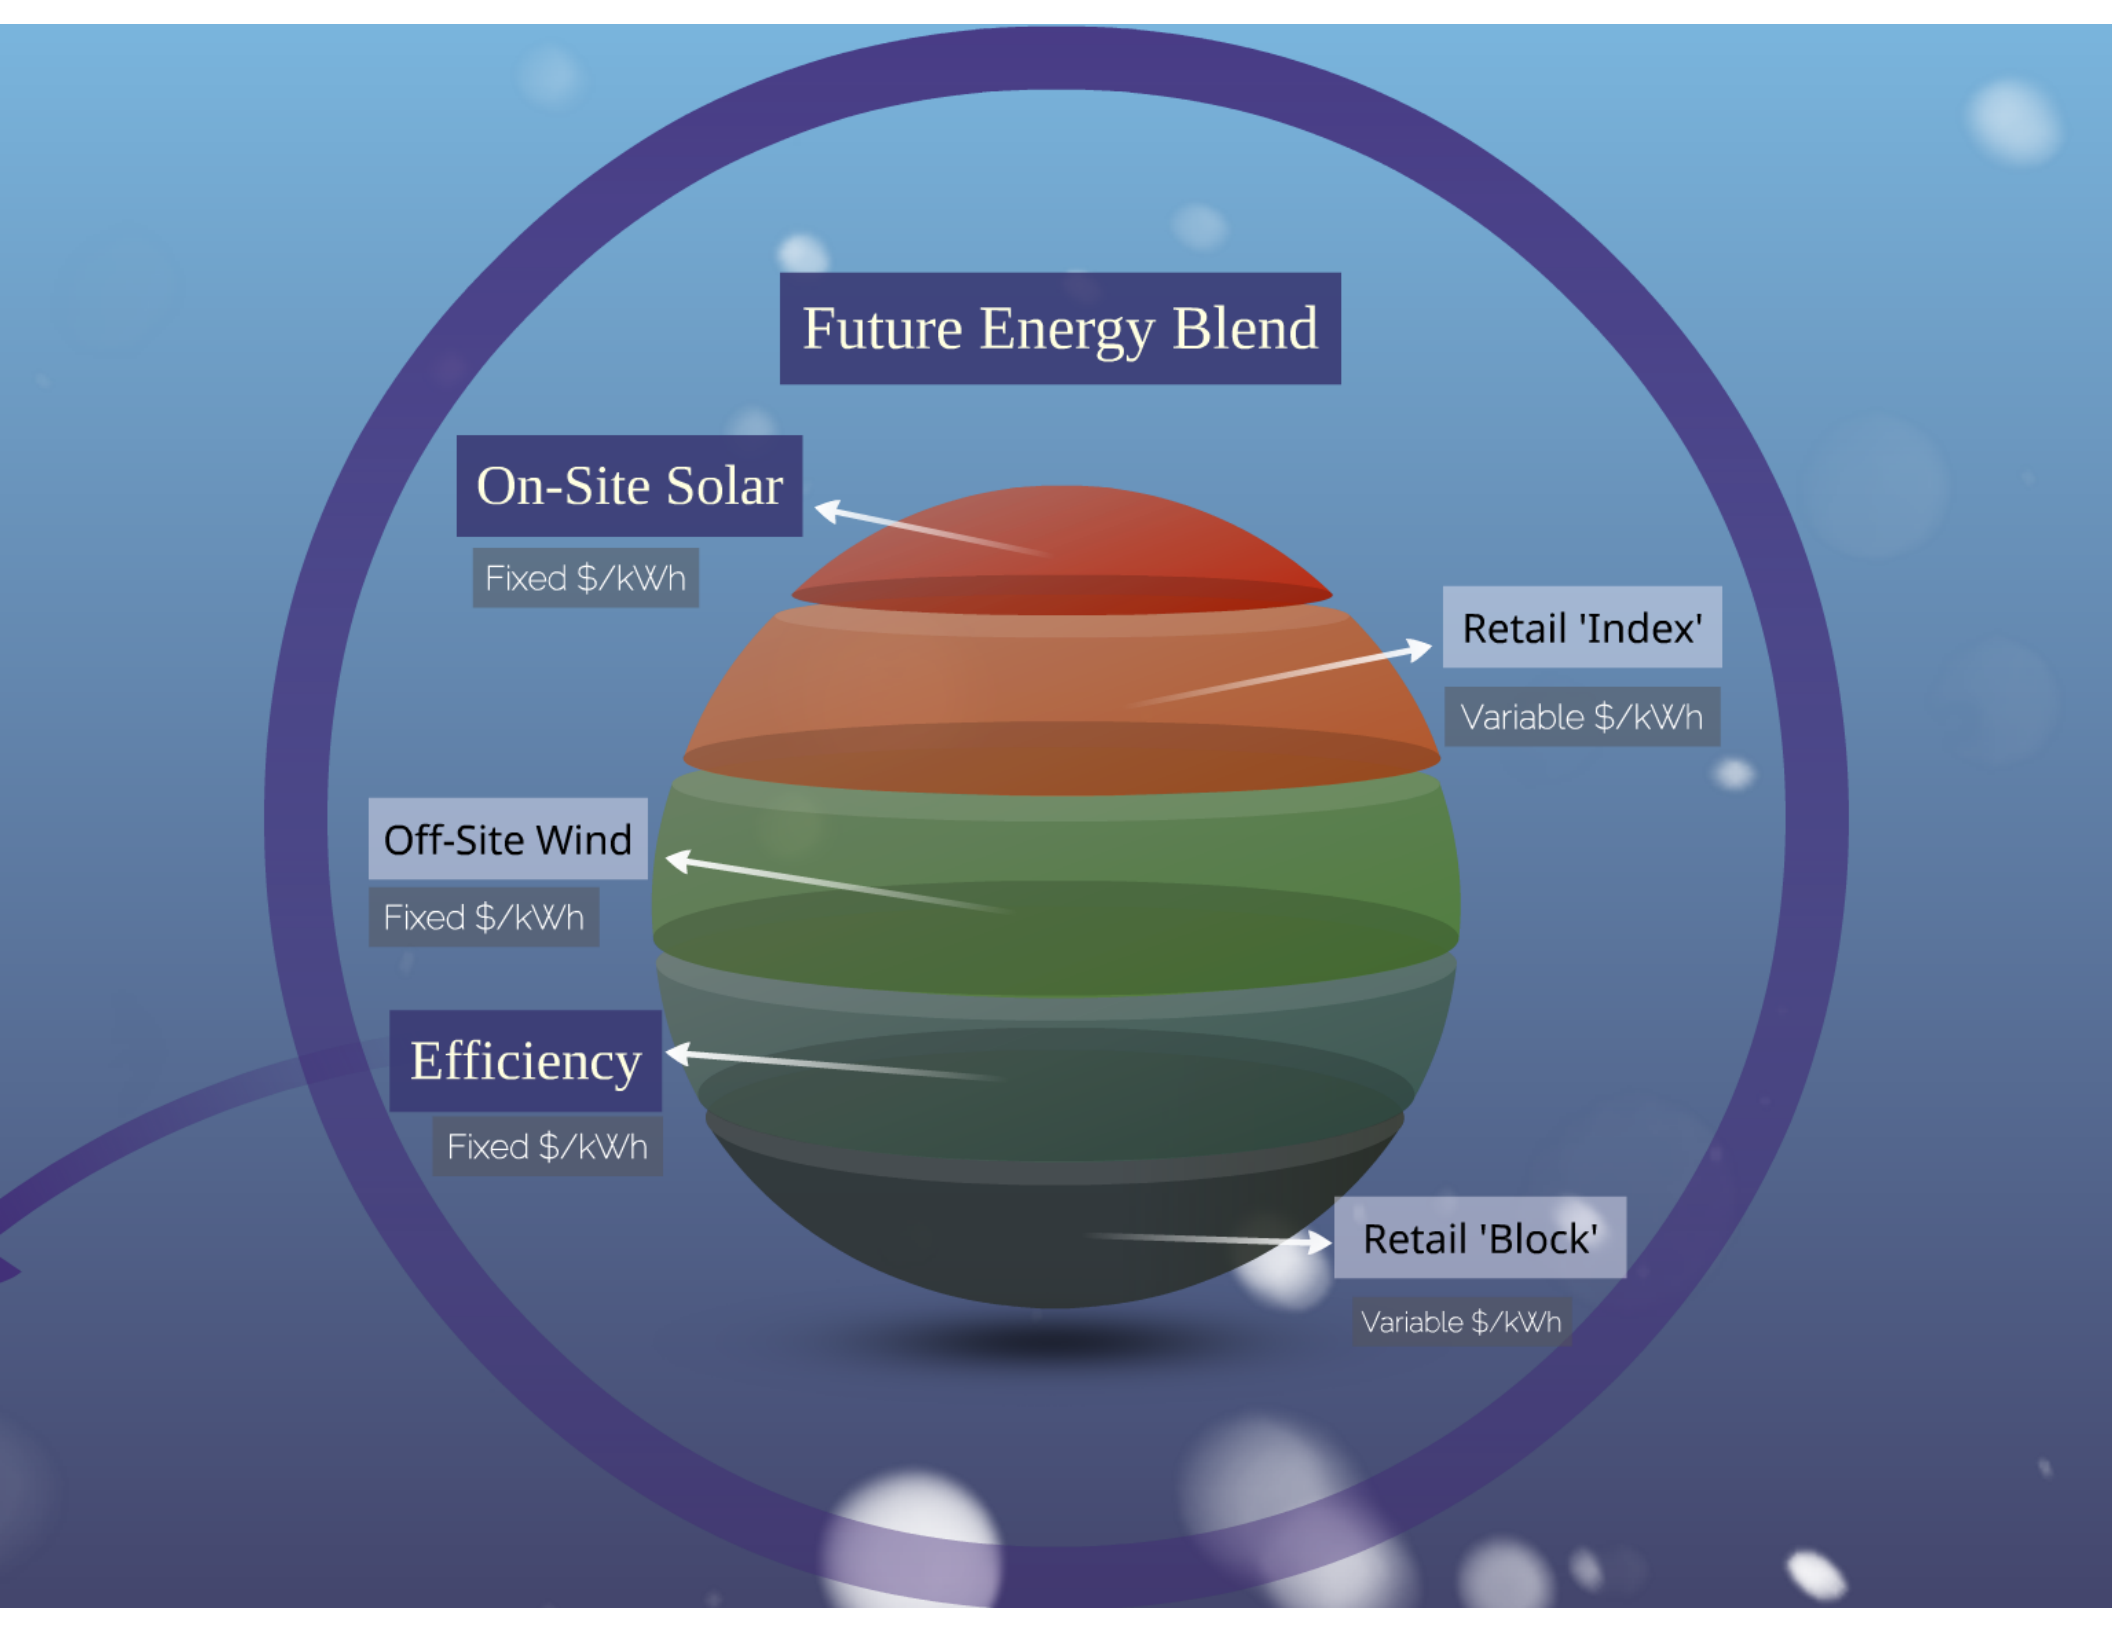 Future Energy Blend
On-Site Solar
Fixed $/kWh
Retail 'Index'
Variable $/kWh
Off-Site Wind
Fixed $/kWh
Efficiency
Fixed $/kWh
Retail 'Block'
Variable $/kWh